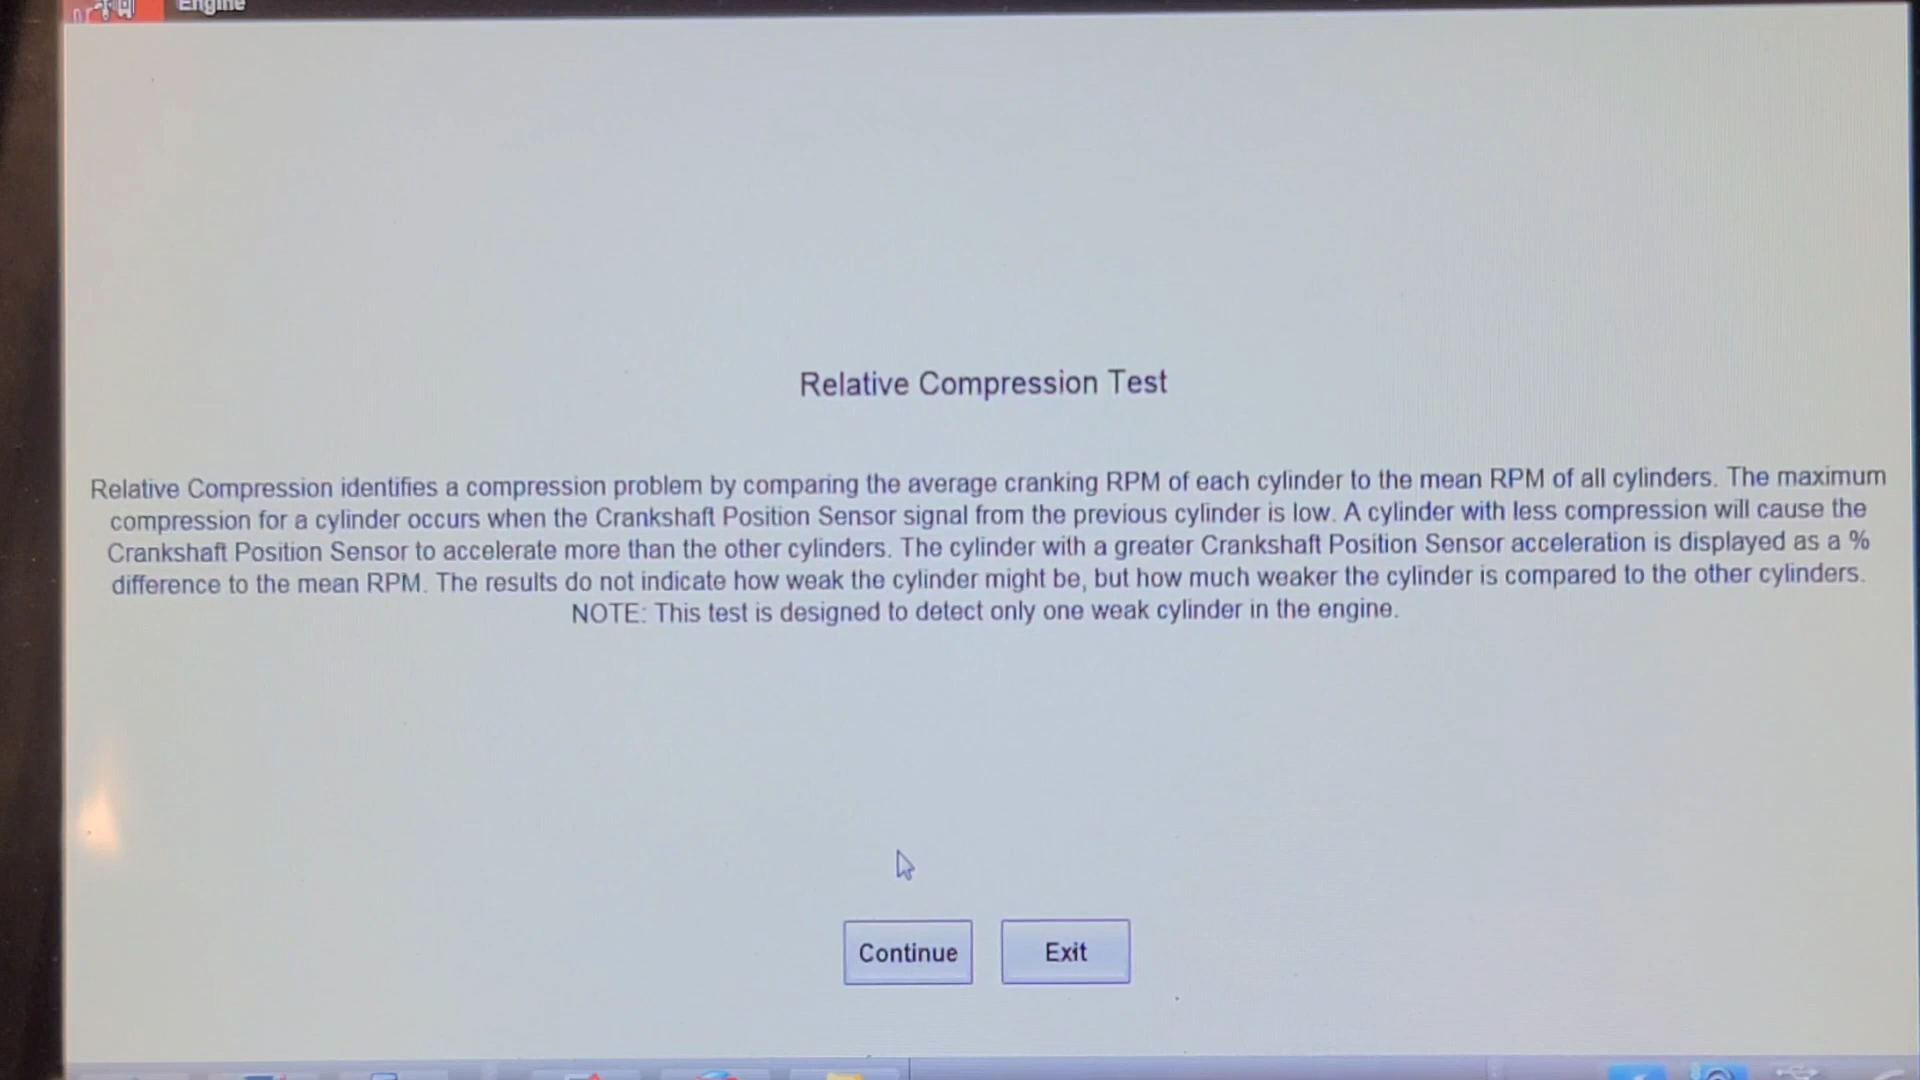 Engine
Relative Compression Test
Relative Compression identifies a compression problem by comparing the average cranking RPM of each cylinder to the mean RPM of all cylinders. The maximum
compression for a cylinder occurs when the Crankshaft Position Sensor signal from the previous cylinder is low. A cylinder with less compression will cause the
Crankshaft Position Sensor to accelerate more than the other cylinders. The cylinder with a greater Crankshaft Position Sensor acceleration is displayed as a %
difference to the mean RPM. The results do not indicate how weak the cylinder might be, but how much weaker the cylinder is compared to the other cylinders.
NOTE: This test is designed to detect only one weak cylinder in the engine.
Continue Exit